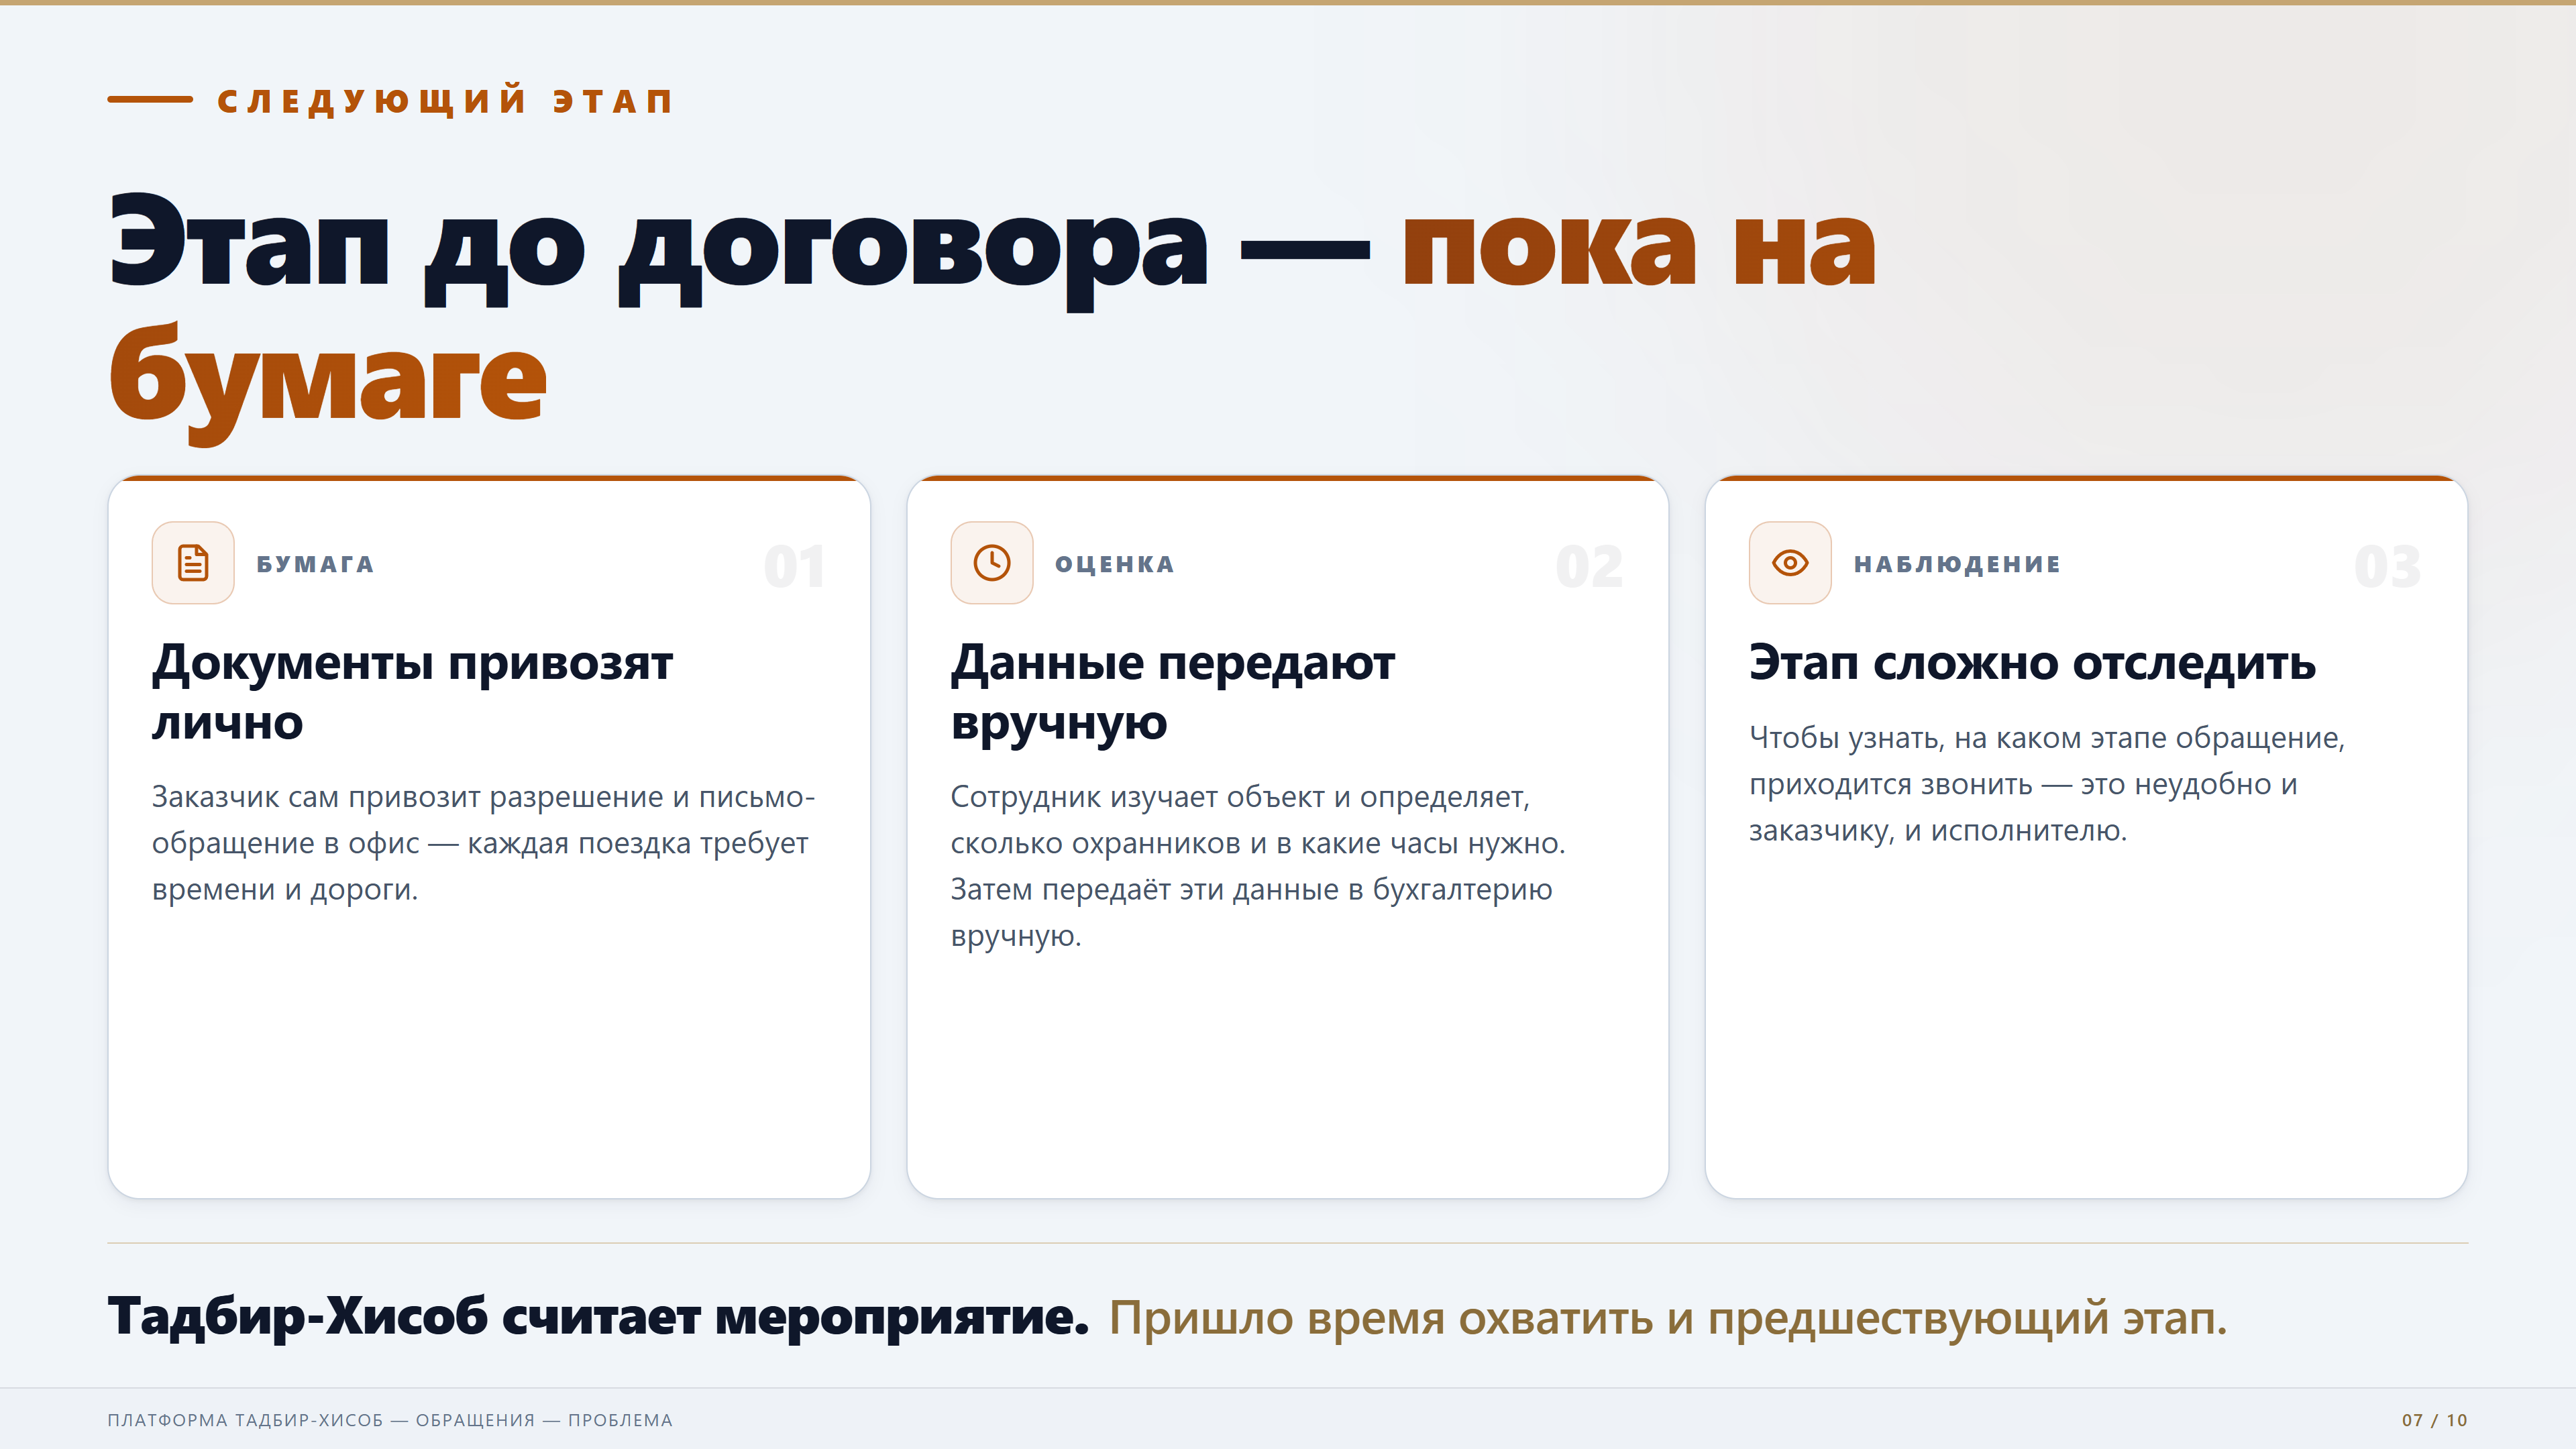 СЛЕДУЮЩИЙ ЭТАП
Этап до договора — пока на
бумаге
БУМАГА
01
Документы привозят
лично
Заказчик сам привозит разрешение и письмо-
обращение в офис — каждая поездка требует
времени и дороги.
ОЦЕНКА
02
Данные передают
вручную
Сотрудник изучает объект и определяет,
сколько охранников и в какие часы нужно.
Затем передаёт эти данные в бухгалтерию
вручную.
НАБЛЮДЕНИЕ
03
Этап сложно отследить
Чтобы узнать, на каком этапе обращение,
приходится звонить — это неудобно и
заказчику, и исполнителю.
Тадбир-Хисоб считает мероприятие. Пришло время охватить и предшествующий этап.
ПЛАТФОРМА ТАДБИР-ХИСОБ — ОБРАЩЕНИЯ — ПРОБЛЕМА
07 / 10